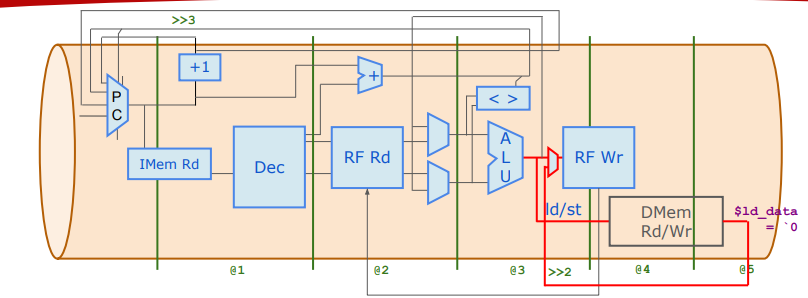 >>3
+1
P
C
+
< >
A
L
U
IMem Rd
Dec
RF Rd
RF Wr
ld/st
DMem
Rd/Wr
$ld_data
= `0
@1
@2
@3
>>2
@4
@5